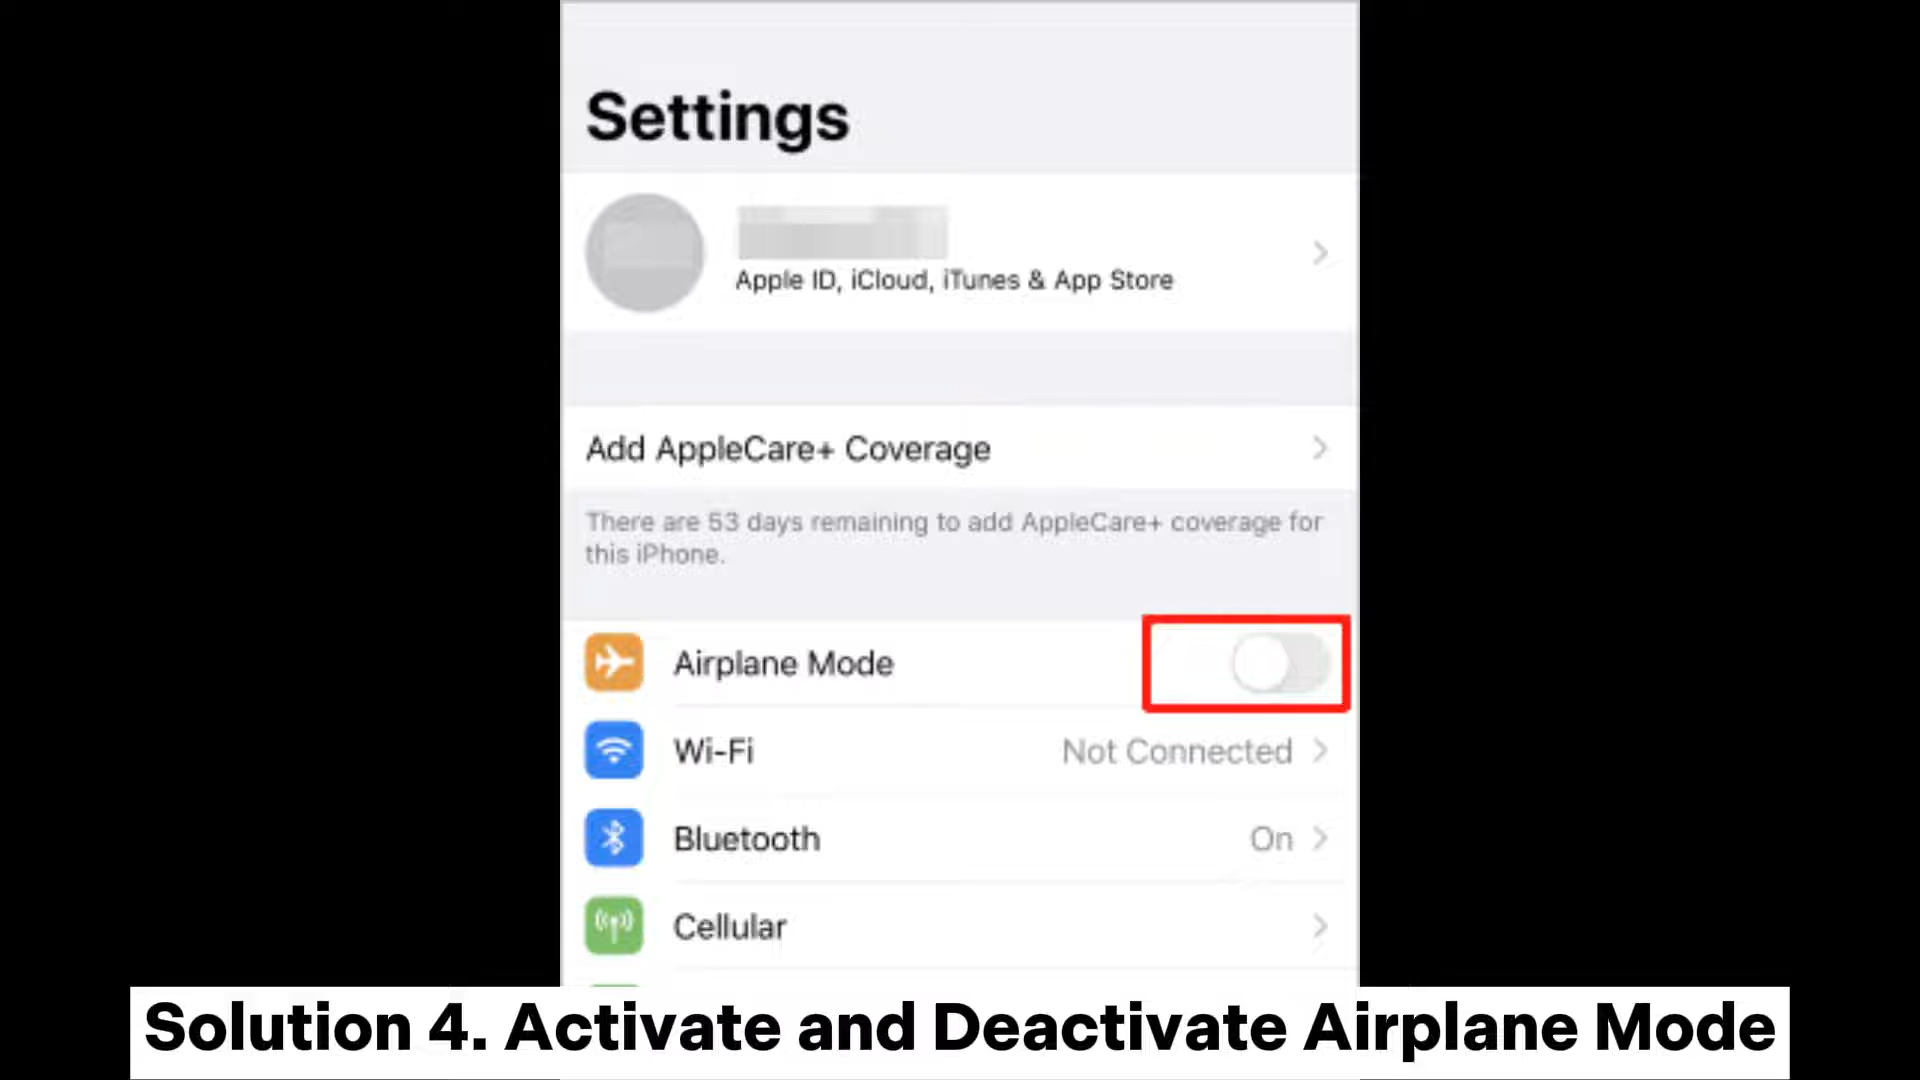 Settings
Apple ID, iCloud, iTunes & App Store
Add AppleCare+ Coverage
There are 53 days remaining to add AppleCare+ coverage for
this iPhone.
Airplane Mode
Wi-Fi Not Connected
Bluetooth On
Cellular
Solution 4. Activate and Deactivate Airplane Mode